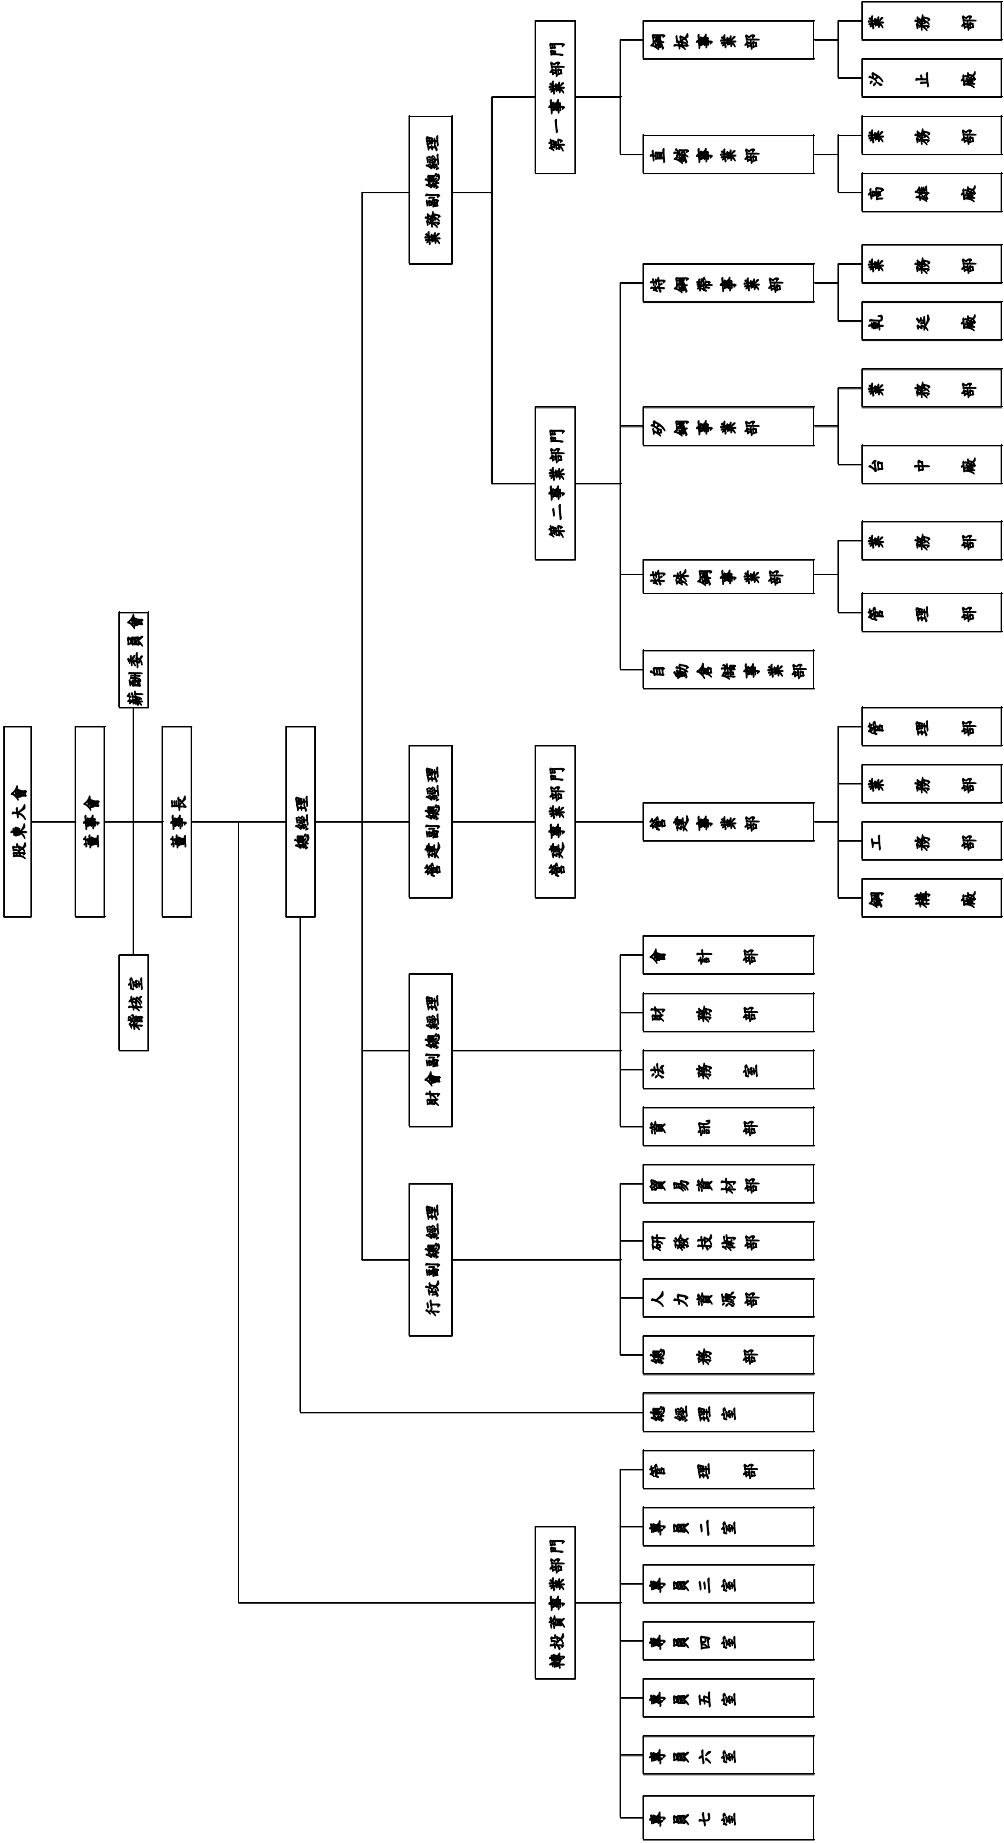 股東大會
董事會
稽核室
薪酬委員會
董事長
總經理
行政副總經理
財會副總經理
營建副總經理
業務副總經理
轉投資事業部門
營建事業部門
第二事業部門
第一事業部門
專員七室
專員六室
專員五室
專員四室
專員三室
專員二室
管理部
總經理室
總務部
人力資源部
研發技術部
貿易資材部
資訊部
法務室
財務部
會計部
營建事業部
自動倉儲事業部
特殊鋼事業部
矽鋼事業部
特鋼帶事業部
直銷事業部
鋼板事業部
鋼構廠
工務部
業務部
管理部
管理部
業務部
台中廠
業務部
軋延廠
業務部
高雄廠
業務部
汐止廠
業務部